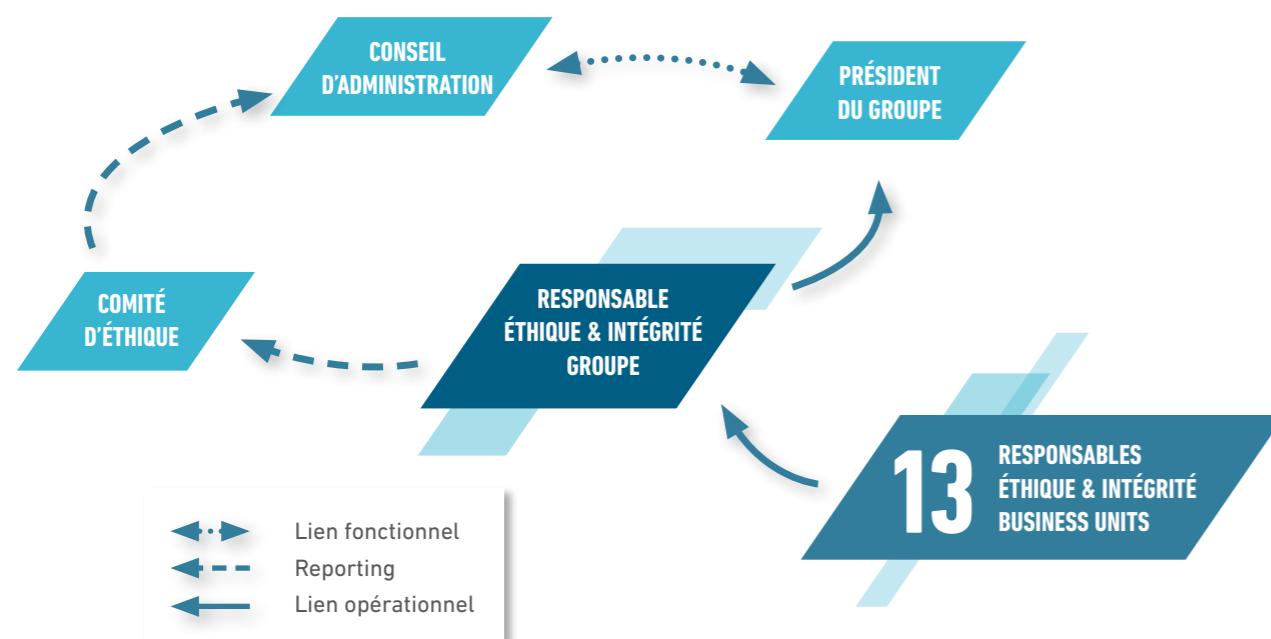 CONSEIL
D'ADMINISTRATION
PRÉSIDENT
DU GROUPE
COMITÉ
D'ÉTHIQUE
RESPONSABLE
ÉTHIQUE & INTÉGRITÉ
GROUPE
13
RESPONSABLES
ÉTHIQUE & INTÉGRITÉ
BUSINESS UNITS
Lien fonctionnel
Reporting
Lien opérationnel